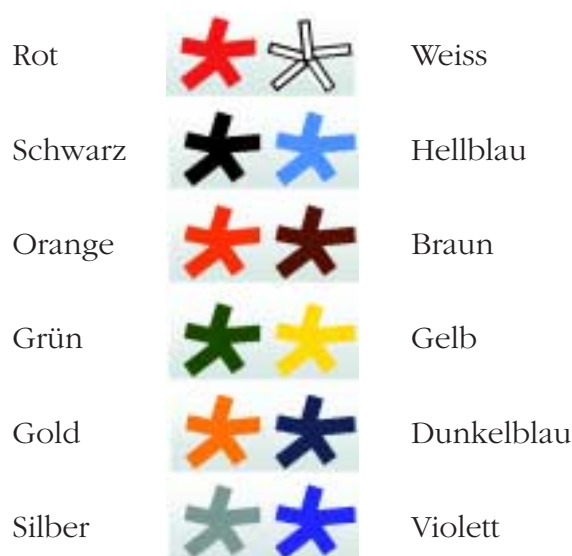 Rot Weiss
Schwarz Hellblau
Orange Braun
Grün Gelb
Gold Dunkelblau
Silber Violett